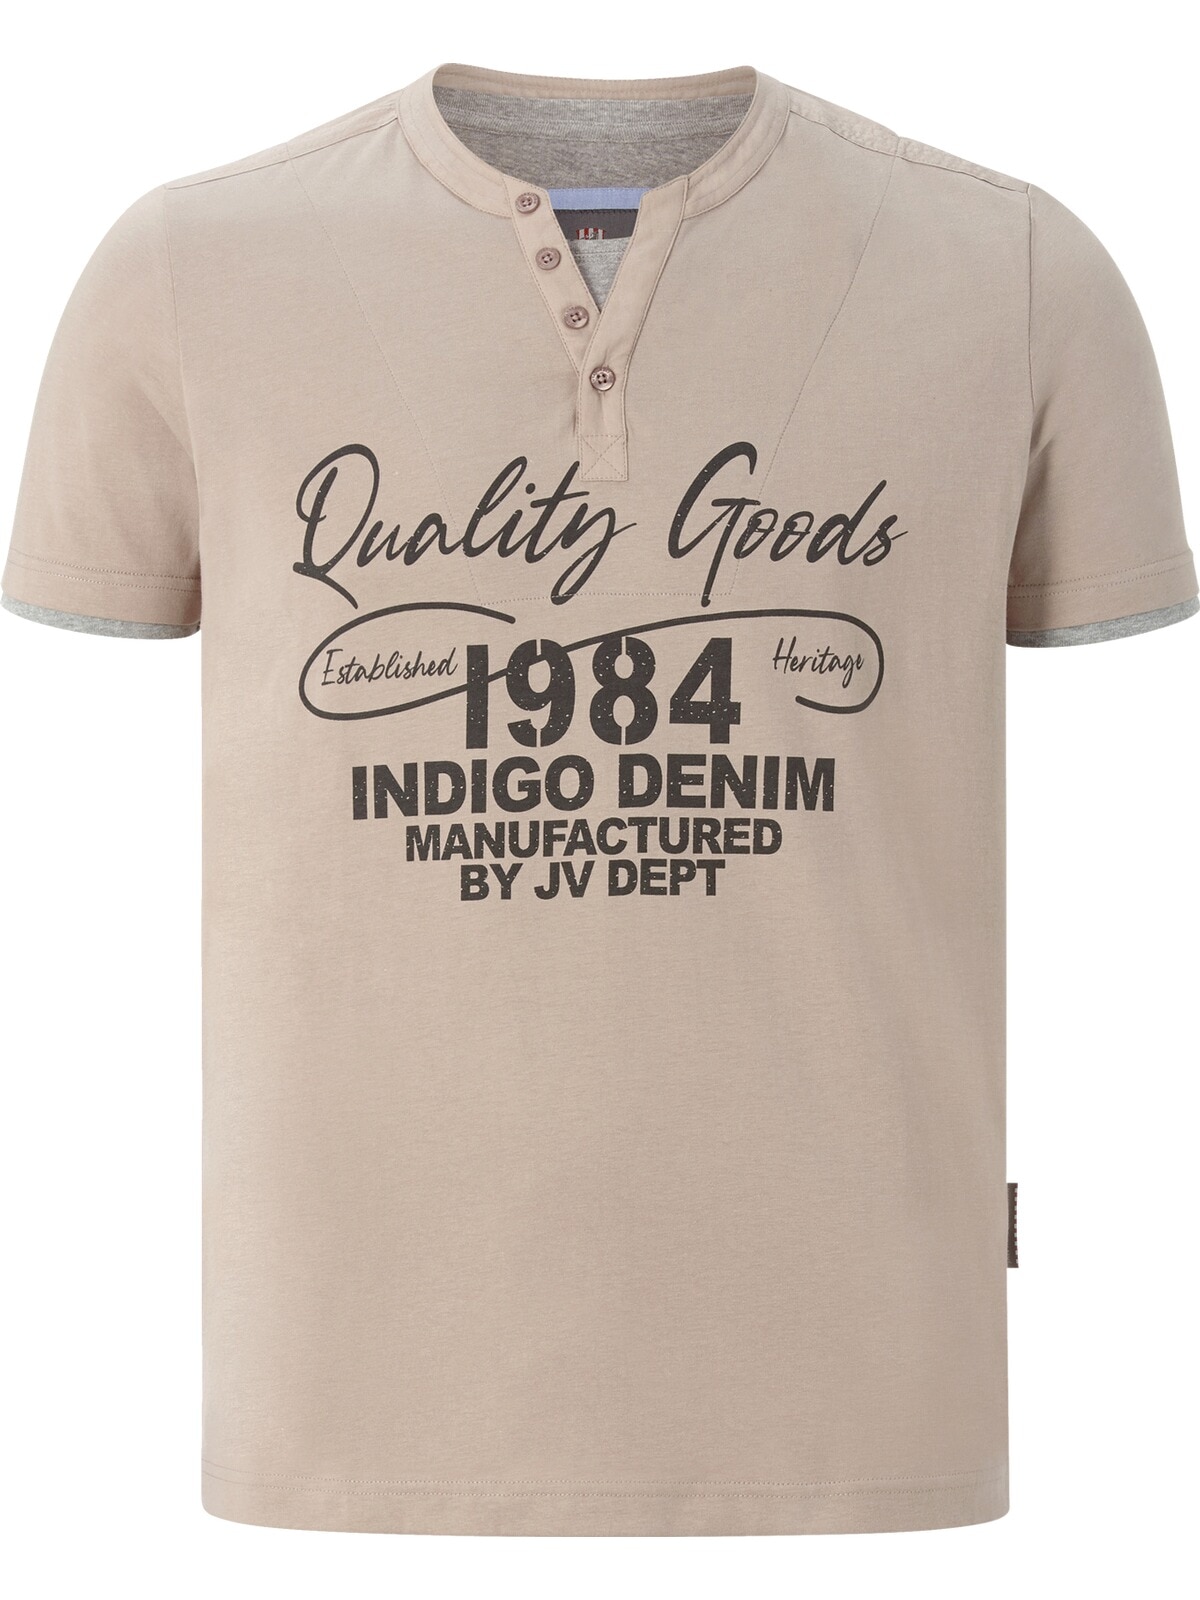 Quality Goods
Established 1984 Heritage
INDIGO DENIM
MANUFACTURED
BY JV DEPT